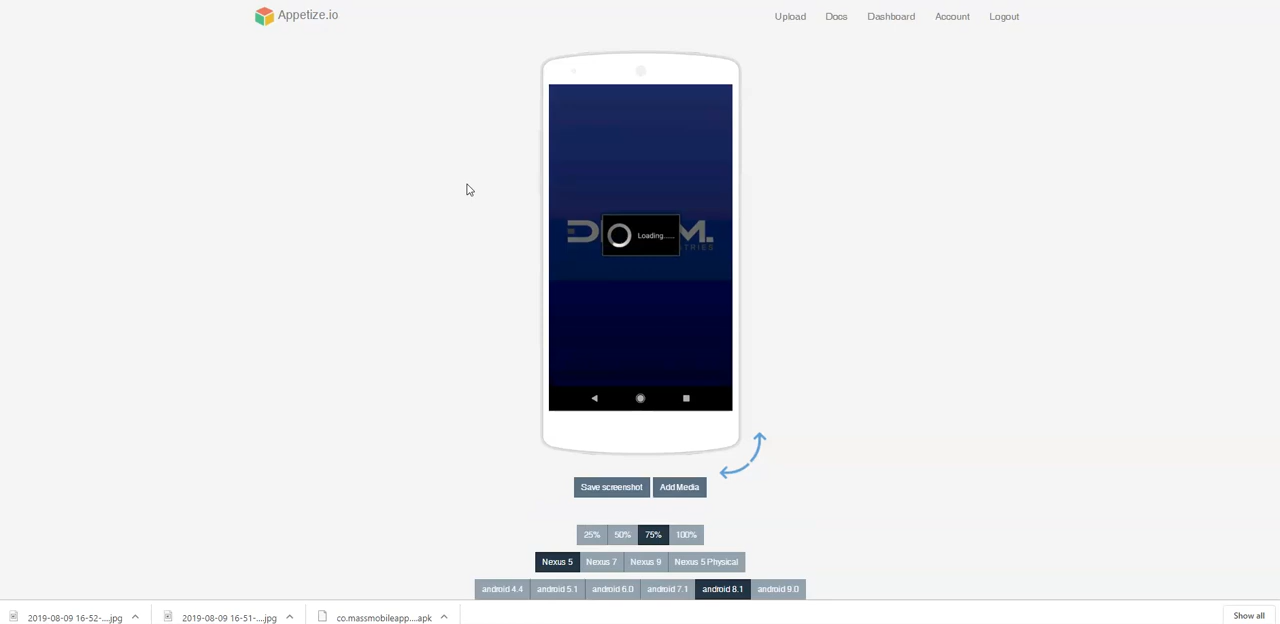 Appetize.io
Upload Docs Dashboard Account Logout
Loading......
Save screenshot Add Media
25% 50% 75% 100%
Nexus 5 Nexus 7 Nexus 9 Nexus 5 Physical
android 4.4 android 5.1 android 6.0 android 7.1 android 8.1 android 9.0
2019-08-09 16-52-....jpg 2019-08-09 16-51-....jpg co.massmobileapp....apk Show all